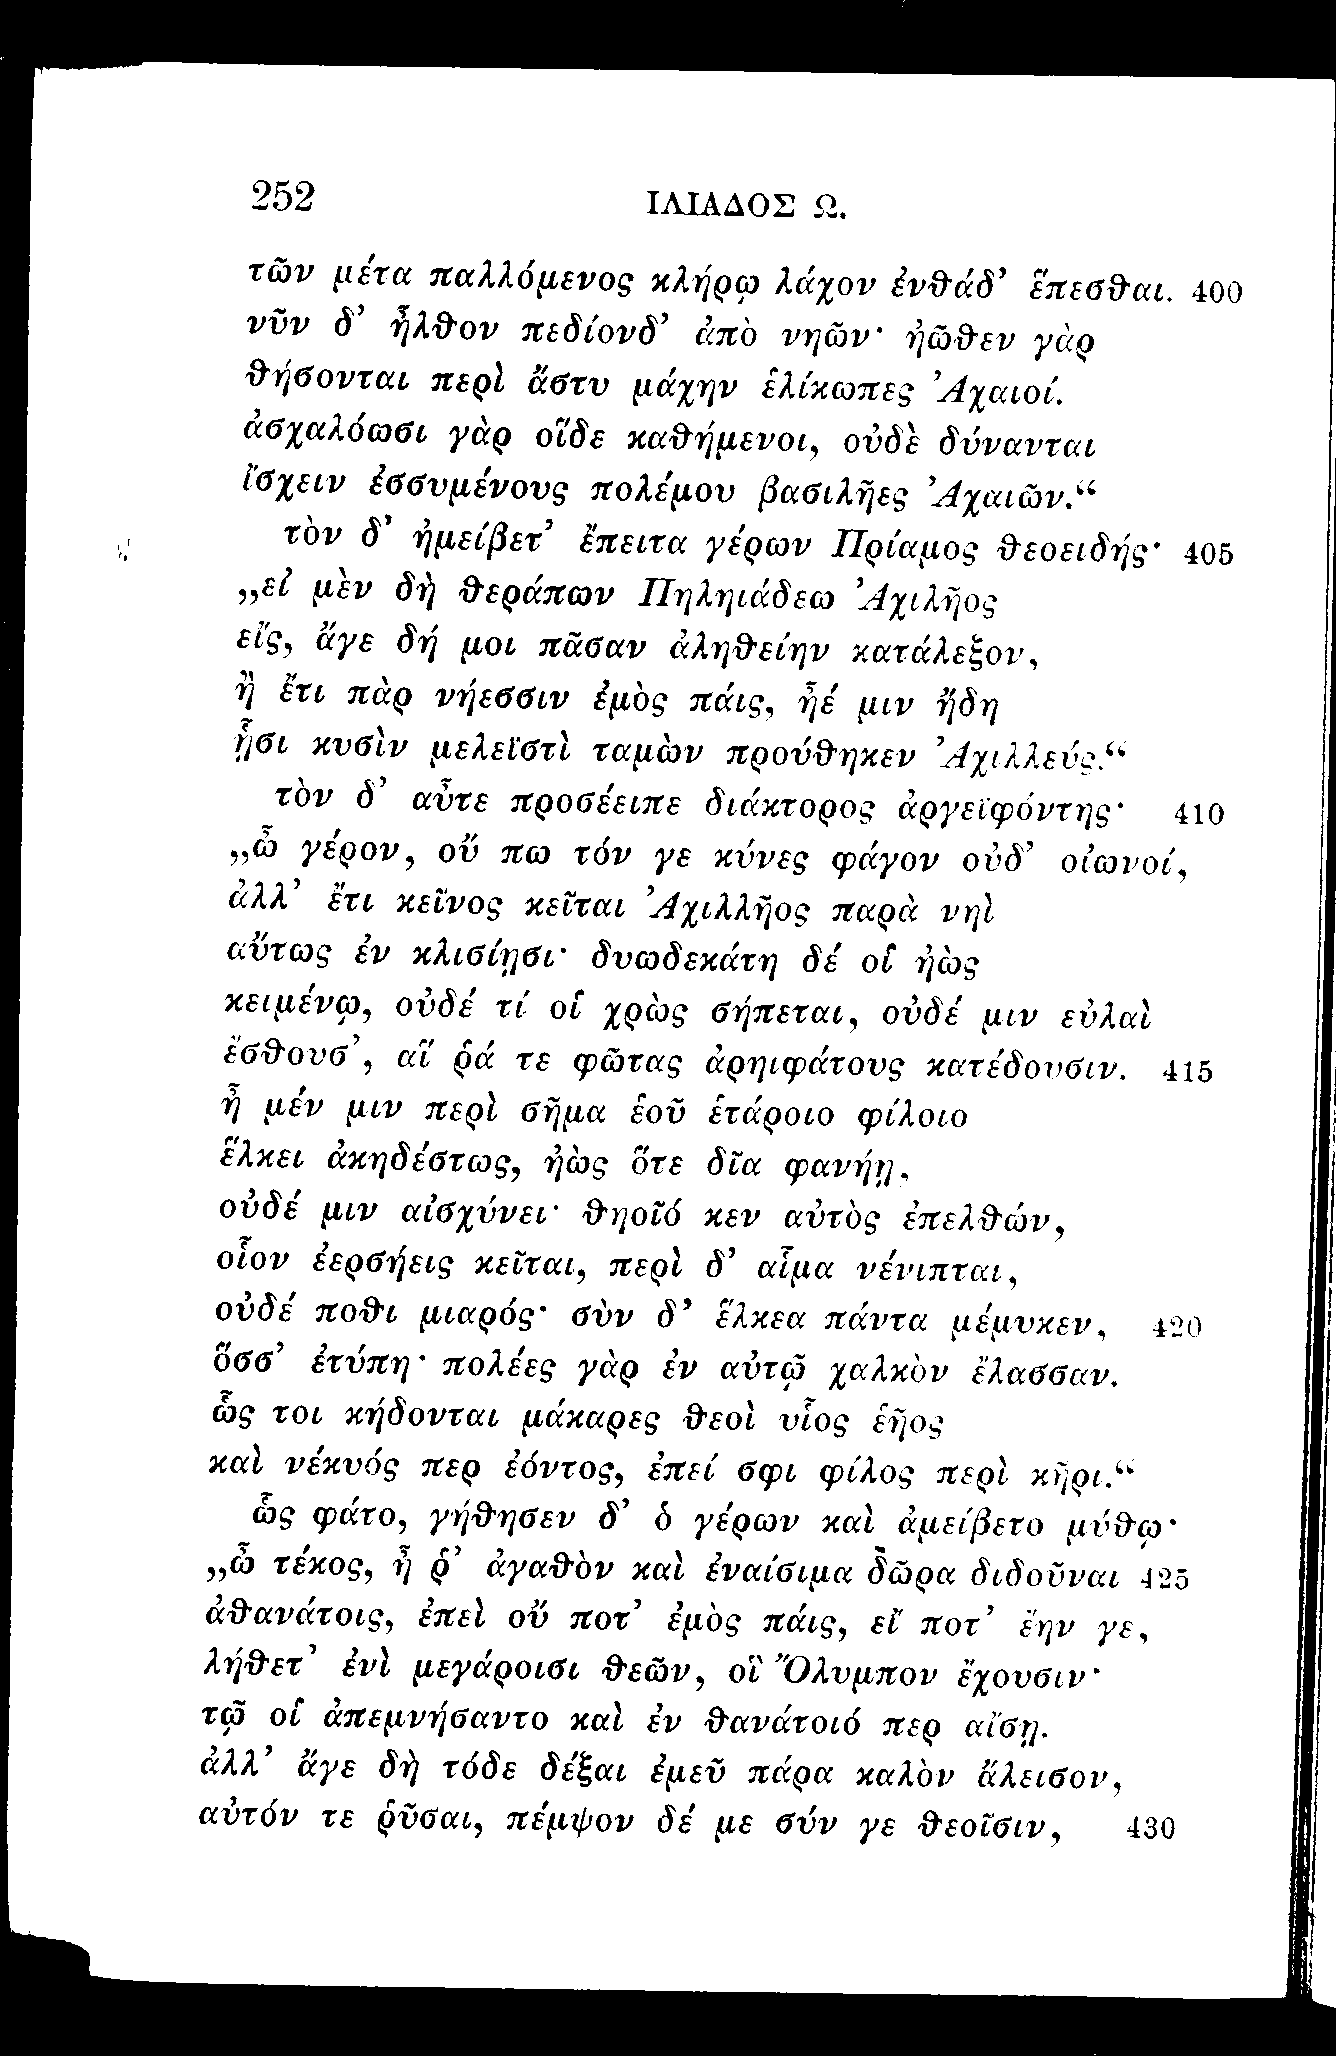 252 ΙΛΙΑΔΟΣ Ω.
τῶν μέτα παλλόμενος κλήρῳ λάχον ἐνθάδ’ ἕπεσθαι. 400
νῦν δ’ ἦλθον πεδίονδ’ ἀπὸ νηῶν· ἠῶθεν γὰρ
θήσονται περὶ ἄστυ μάχην ἑλίκωπες Ἀχαιοί.
ἀσχαλόωσι γὰρ οἵδε καθήμενοι, οὐδὲ δύνανται
ἴσχειν ἐσσυμένους πολέμου βασιλῆες Ἀχαιῶν.“
τὸν δ’ ἠμείβετ’ ἔπειτα γέρων Πρίαμος θεοειδής· 405
„εἰ μὲν δὴ θεράπων Πηληιάδεω Ἀχιλῆος
εἴς, ἄγε δή μοι πᾶσαν ἀληθείην κατάλεξον,
ἢ ἔτι πὰρ νήεσσιν ἐμὸς πάις, ἦέ μιν ἤδη
ᾗσι κυσὶν μελεϊστὶ ταμὼν προύθηκεν Ἀχιλλεύς.“
τὸν δ’ αὖτε προσέειπε διάκτορος ἀργεϊφόντης· 410
„ὦ γέρον, οὔ πω τόν γε κύνες φάγον οὐδ’ οἰωνοί,
ἀλλ’ ἔτι κεῖνος κεῖται Ἀχιλλῆος παρὰ νηὶ
αὔτως ἐν κλισίῃσι· δυωδεκάτη δέ οἱ ἠὼς
κειμένῳ, οὐδέ τί οἱ χρὼς σήπεται, οὐδέ μιν εὐλαὶ
ἔσθουσ’, αἵ ῥά τε φῶτας ἀρηιφάτους κατέδουσιν. 415
ἦ μέν μιν περὶ σῆμα ἑοῦ ἑτάροιο φίλοιο
ἕλκει ἀκηδέστως, ἠὼς ὅτε δῖα φανήῃ,
οὐδέ μιν αἰσχύνει· θηοῖό κεν αὐτὸς ἐπελθών,
οἷον ἐερσήεις κεῖται, περὶ δ’ αἷμα νένιπται,
οὐδέ ποθι μιαρός· σὺν δ’ ἕλκεα πάντα μέμυκεν, 420
ὅσσ’ ἐτύπη· πολέες γὰρ ἐν αὐτῷ χαλκὸν ἔλασσαν.
ὧς τοι κήδονται μάκαρες θεοὶ υἷος ἑῆος
καὶ νέκυός περ ἐόντος, ἐπεί σφι φίλος περὶ κῆρι.“
ὧς φάτο, γήθησεν δ’ ὁ γέρων καὶ ἀμείβετο μύθῳ·
„ὦ τέκος, ἦ ῥ’ ἀγαθὸν καὶ ἐναίσιμα δῶρα διδοῦναι 425
ἀθανάτοις, ἐπεὶ οὔ ποτ’ ἐμὸς πάις, εἴ ποτ’ ἔην γε,
λήθετ’ ἐνὶ μεγάροισι θεῶν, οἳ Ὄλυμπον ἔχουσιν·
τῷ οἱ ἀπεμνήσαντο καὶ ἐν θανάτοιό περ αἴσῃ.
ἀλλ’ ἄγε δὴ τόδε δέξαι ἐμεῦ πάρα καλὸν ἄλεισον,
αὐτόν τε ῥῦσαι, πέμψον δέ με σύν γε θεοῖσιν, 430